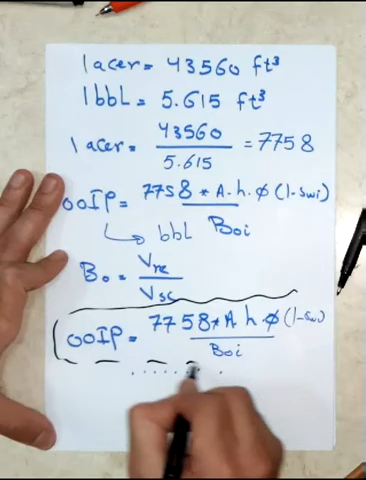 1 acer = 43560 ft³
1 bbL = 5.615 ft³
1 acer = 43560 / 5.615 = 7758
OOIP = 7758 * A. h. ϕ (1-Swi) / Boi
bbl
Bo = Vrc / Vsc
OOIP = 7758 * A. h. ϕ (1-Swi) / Boi